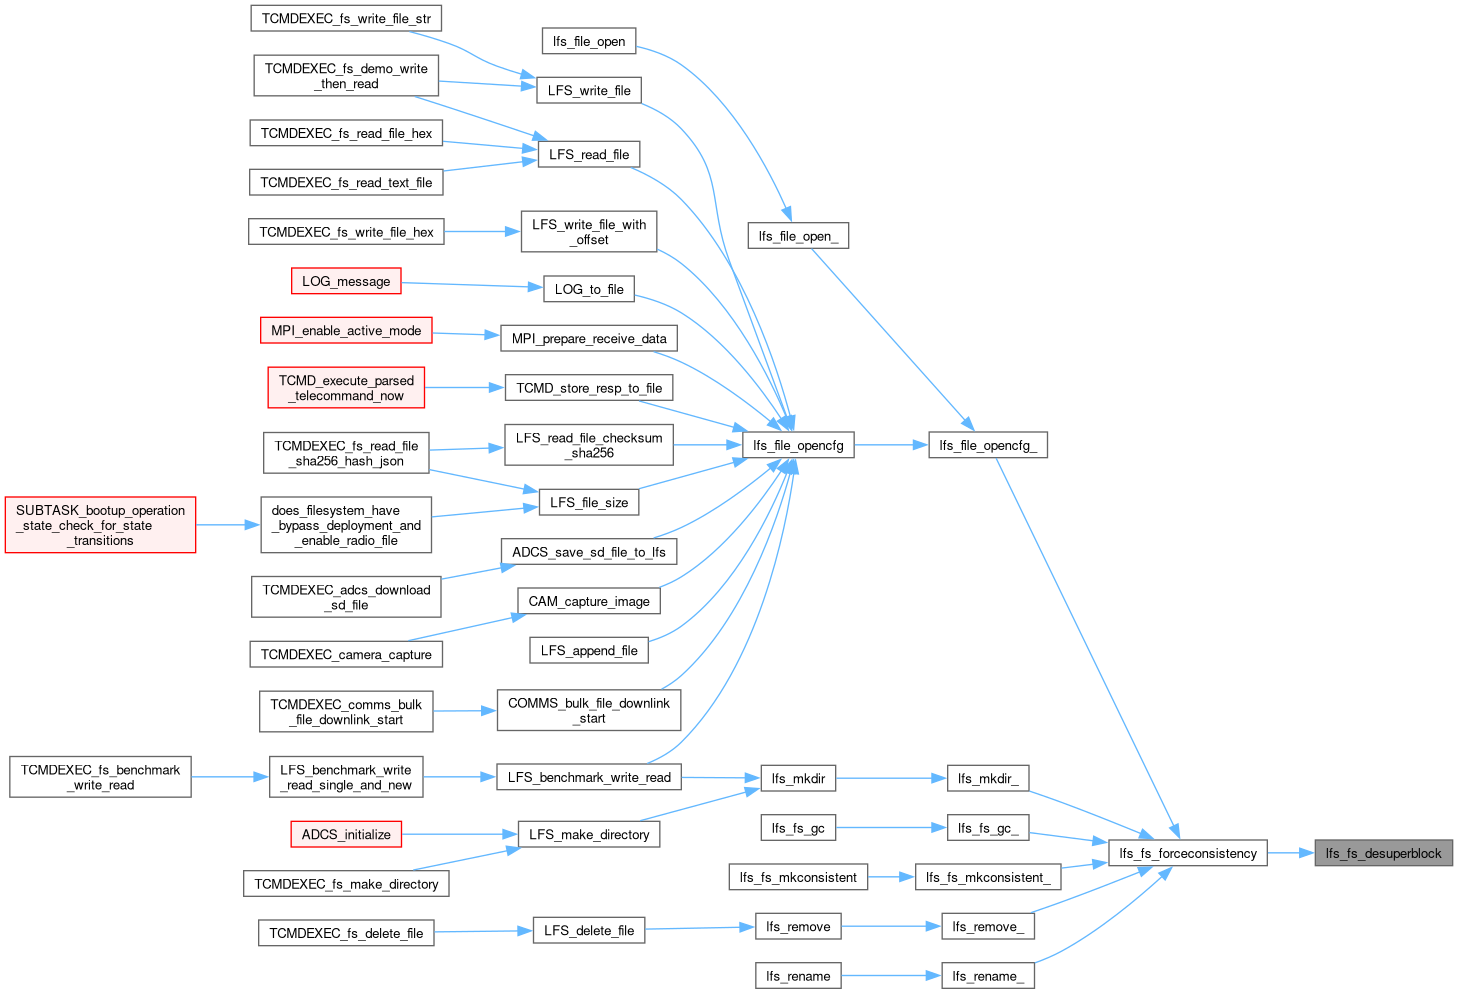 TCMDEXEC_fs_write_file_str
lfs_file_open
TCMDEXEC_fs_demo_write
_then_read
LFS_write_file
TCMDEXEC_fs_read_file_hex
LFS_read_file
TCMDEXEC_fs_read_text_file
TCMDEXEC_fs_write_file_hex
LFS_write_file_with
_offset
lfs_file_open_
LOG_message
LOG_to_file
MPI_enable_active_mode
MPI_prepare_receive_data
TCMD_execute_parsed
_telecommand_now
TCMD_store_resp_to_file
TCMDEXEC_fs_read_file
_sha256_hash_json
LFS_read_file_checksum
_sha256
lfs_file_opencfg
lfs_file_opencfg_
LFS_file_size
SUBTASK_bootup_operation
_state_check_for_state
_transitions
does_filesystem_have
_bypass_deployment_and
_enable_radio_file
ADCS_save_sd_file_to_lfs
TCMDEXEC_adcs_download
_sd_file
CAM_capture_image
TCMDEXEC_camera_capture
LFS_append_file
TCMDEXEC_comms_bulk
_file_downlink_start
COMMS_bulk_file_downlink
_start
TCMDEXEC_fs_benchmark
_write_read
LFS_benchmark_write
_read_single_and_new
LFS_benchmark_write_read
lfs_mkdir
lfs_mkdir_
ADCS_initialize
LFS_make_directory
lfs_fs_gc
lfs_fs_gc_
lfs_fs_forceconsistency
lfs_fs_desuperblock
TCMDEXEC_fs_make_directory
lfs_fs_mkconsistent
lfs_fs_mkconsistent_
TCMDEXEC_fs_delete_file
LFS_delete_file
lfs_remove
lfs_remove_
lfs_rename
lfs_rename_